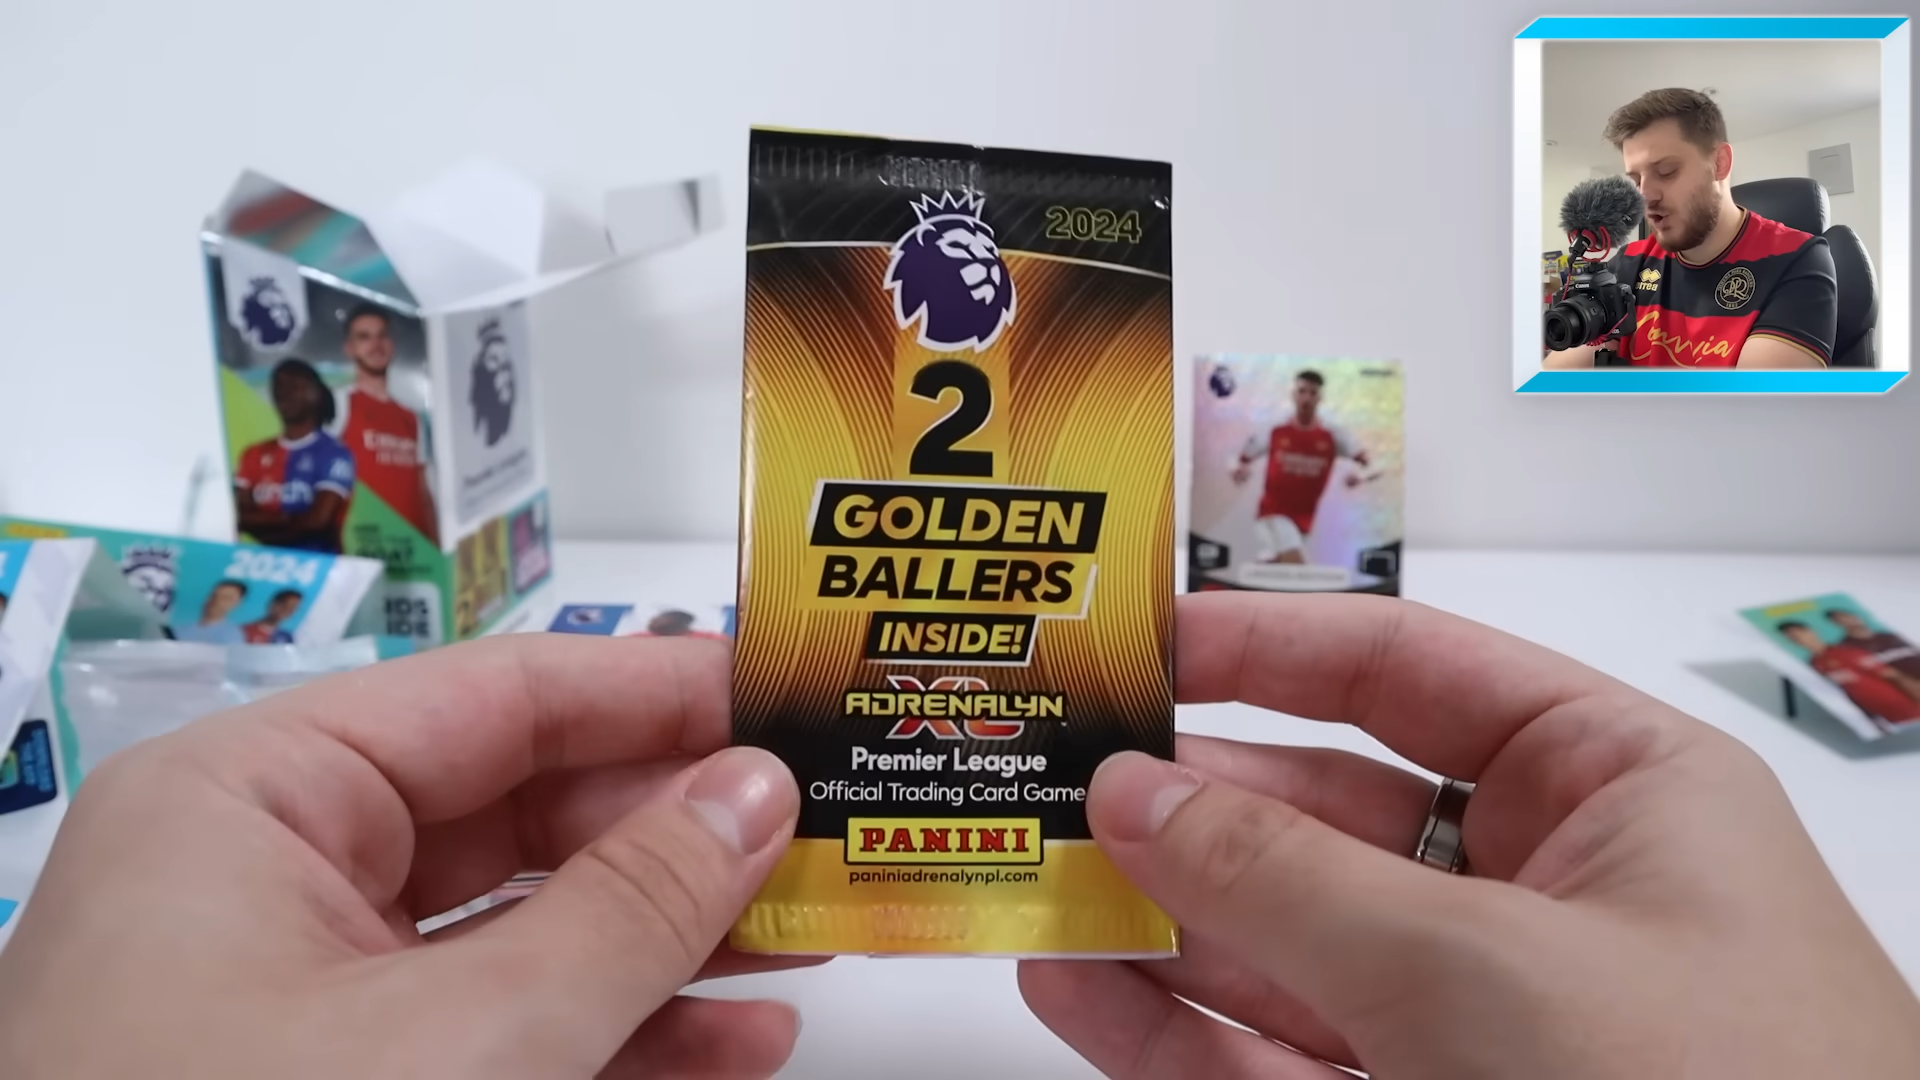 2024
2
GOLDEN
BALLERS
INSIDE!
ADRENALYN
XL
Premier League
Official Trading Card Game
PANINI
paniniadrenalynpl.com
2024